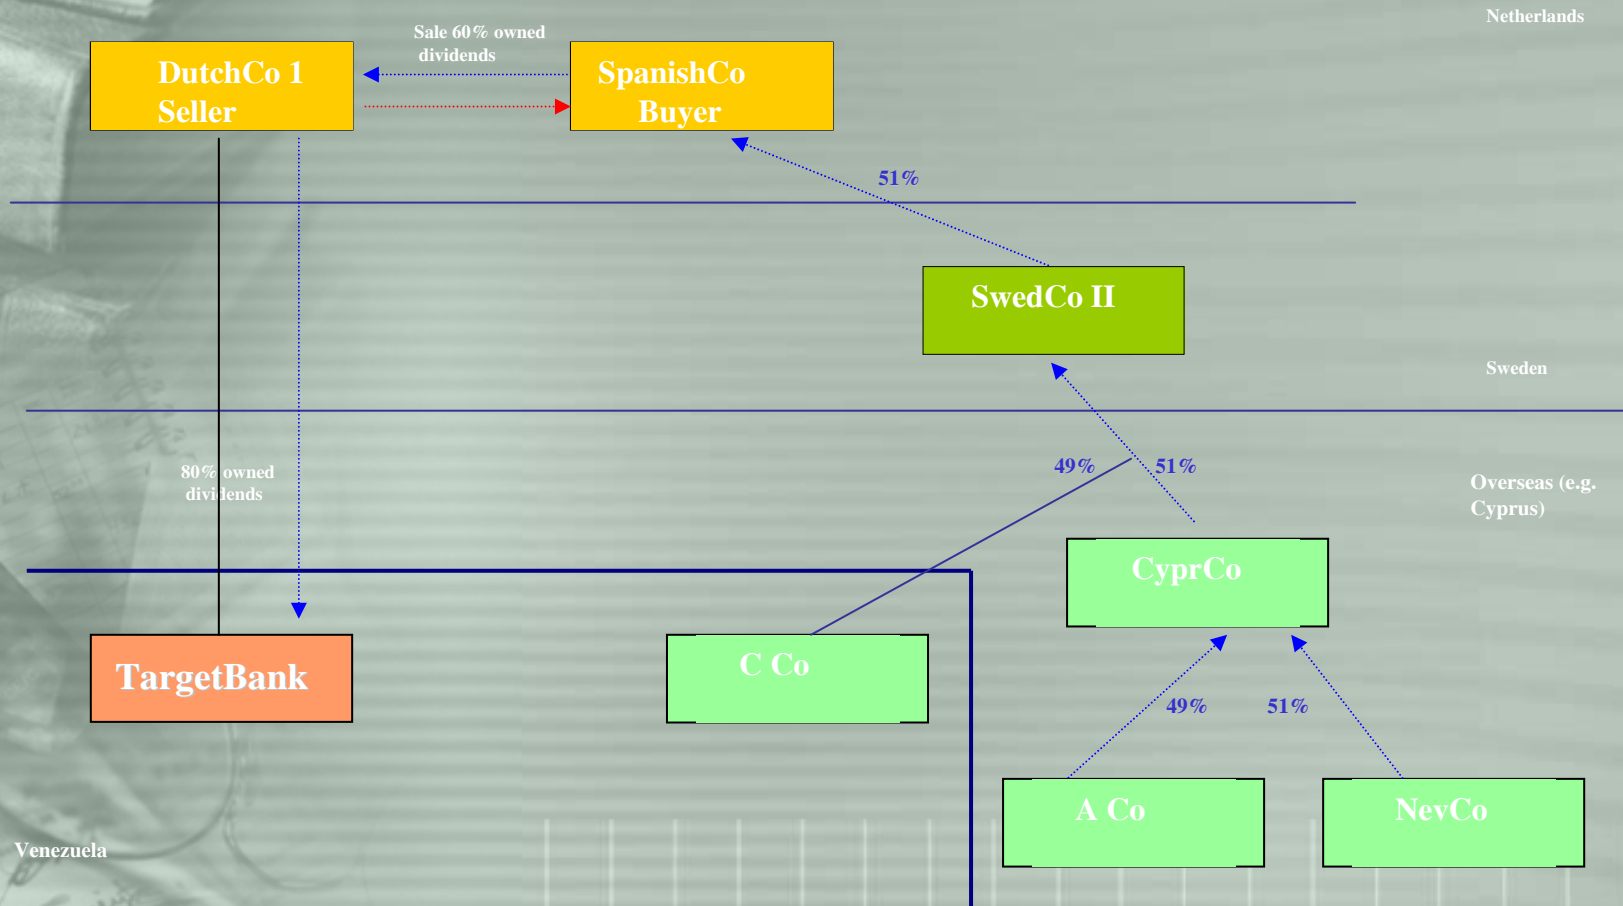 Netherlands
Sale 60% owned
dividends
DutchCo 1
Seller
SpanishCo
Buyer
51%
SwedCo II
Sweden
80% owned
dividends
49%
51%
Overseas (e.g.
Cyprus)
CyprCo
TargetBank
C Co
49%
51%
A Co
NevCo
Venezuela